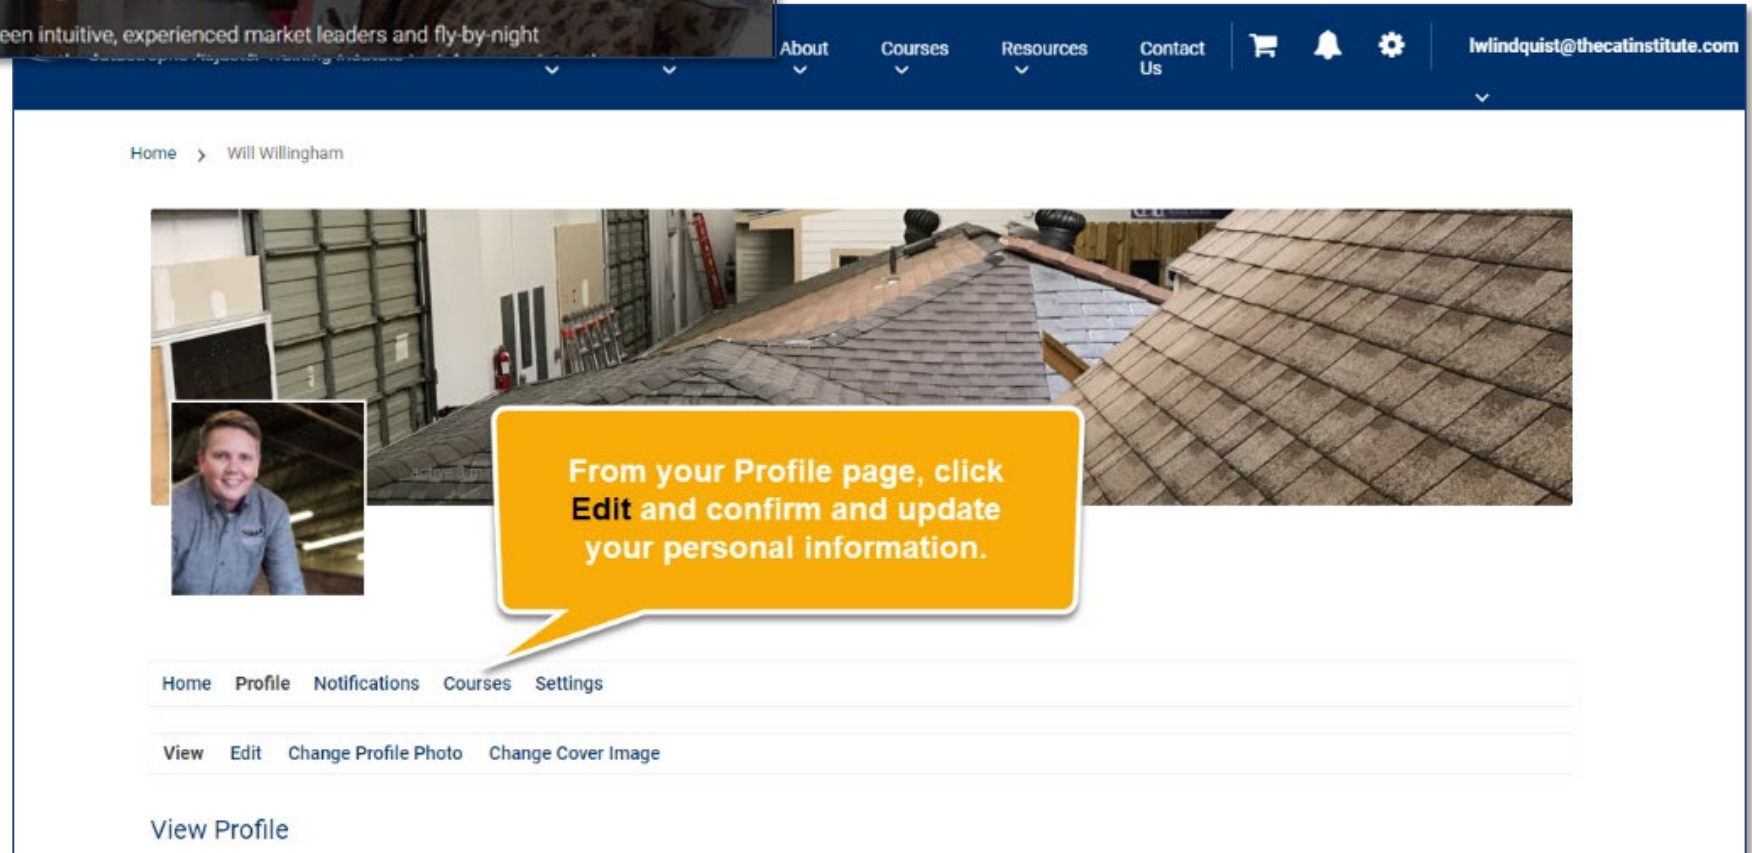 een intuitive, experienced market leaders and fly-by-night
About
Courses
Resources
Contact
Us
lwlindquist@thecatinstitute.com
Home > Will Willingham
From your Profile page, click
Edit and confirm and update
your personal information.
Home Profile Notifications Courses Settings
View Edit Change Profile Photo Change Cover Image
View Profile